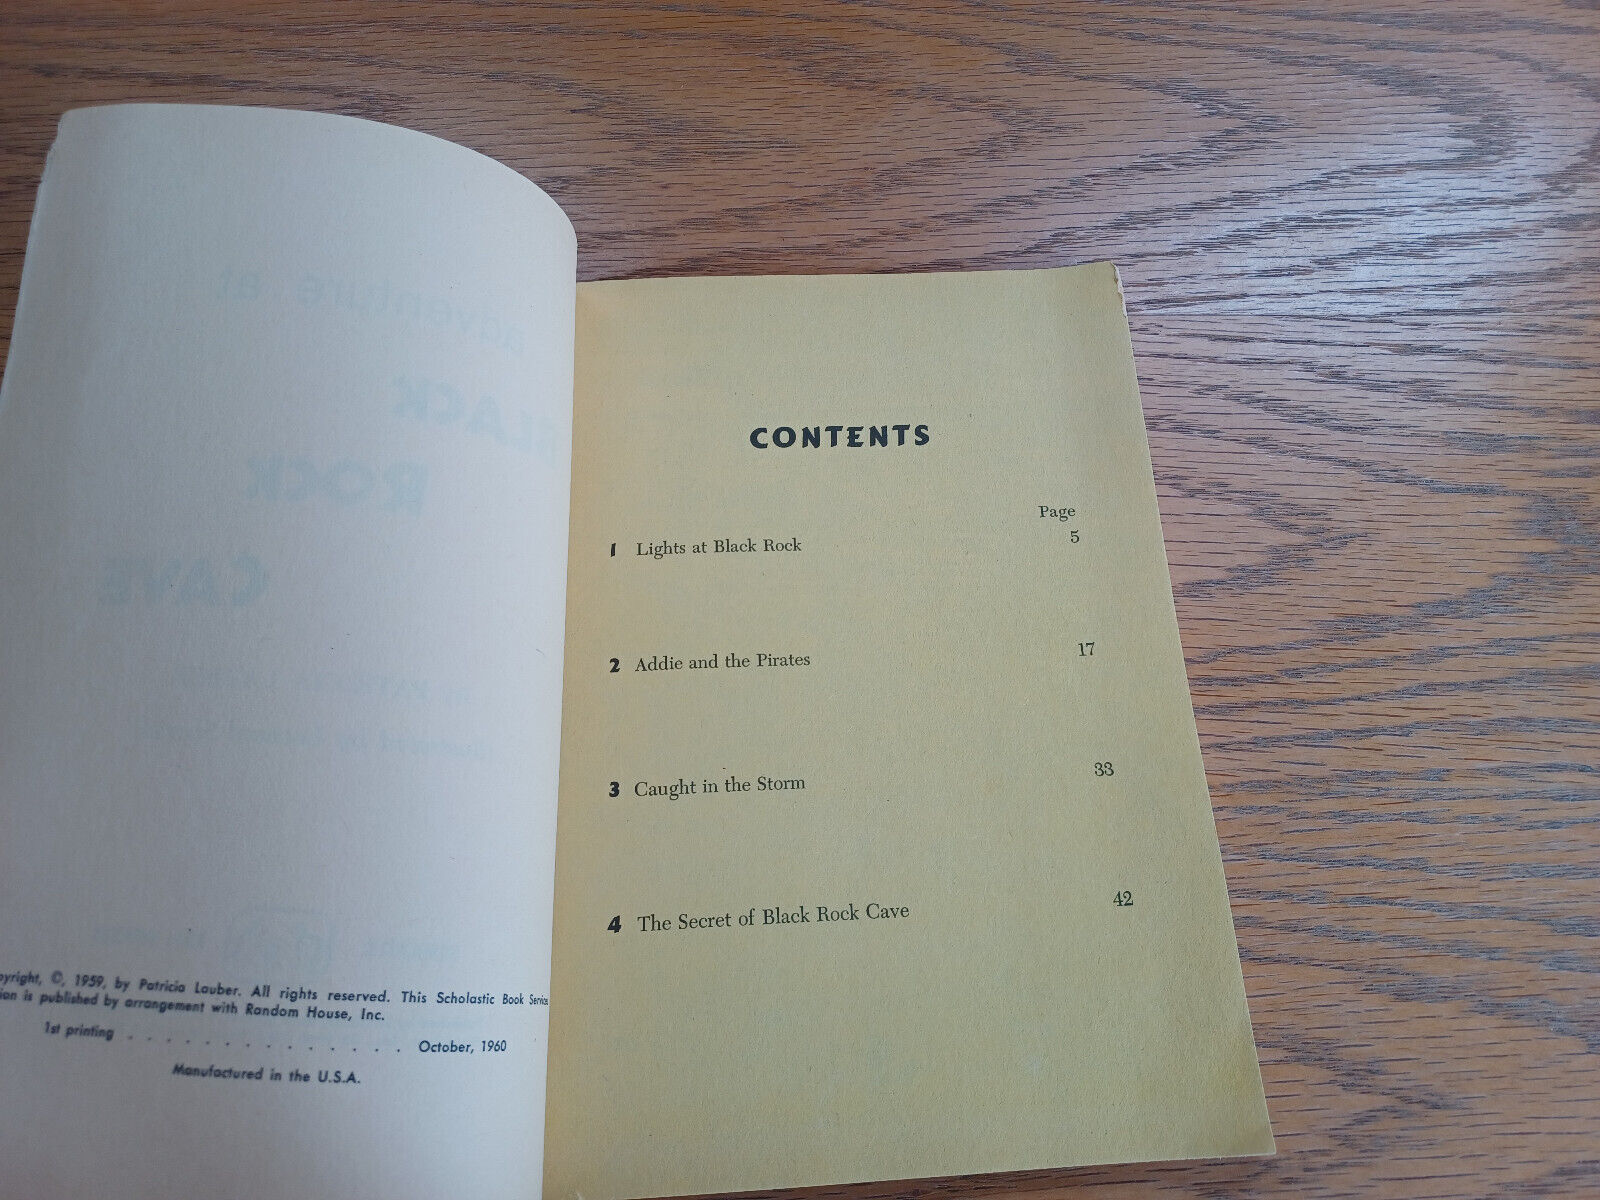 pyright, ©, 1959, by Patricia Lauber. All rights reserved. This Scholastic Book Service
ion is published by arrangement with Random House, Inc.
1st printing . . . . . . . . . . . . . . October, 1960
Manufactured in the U.S.A.
CONTENTS
Page
1 Lights at Black Rock 5
2 Addie and the Pirates 17
3 Caught in the Storm 33
4 The Secret of Black Rock Cave 42